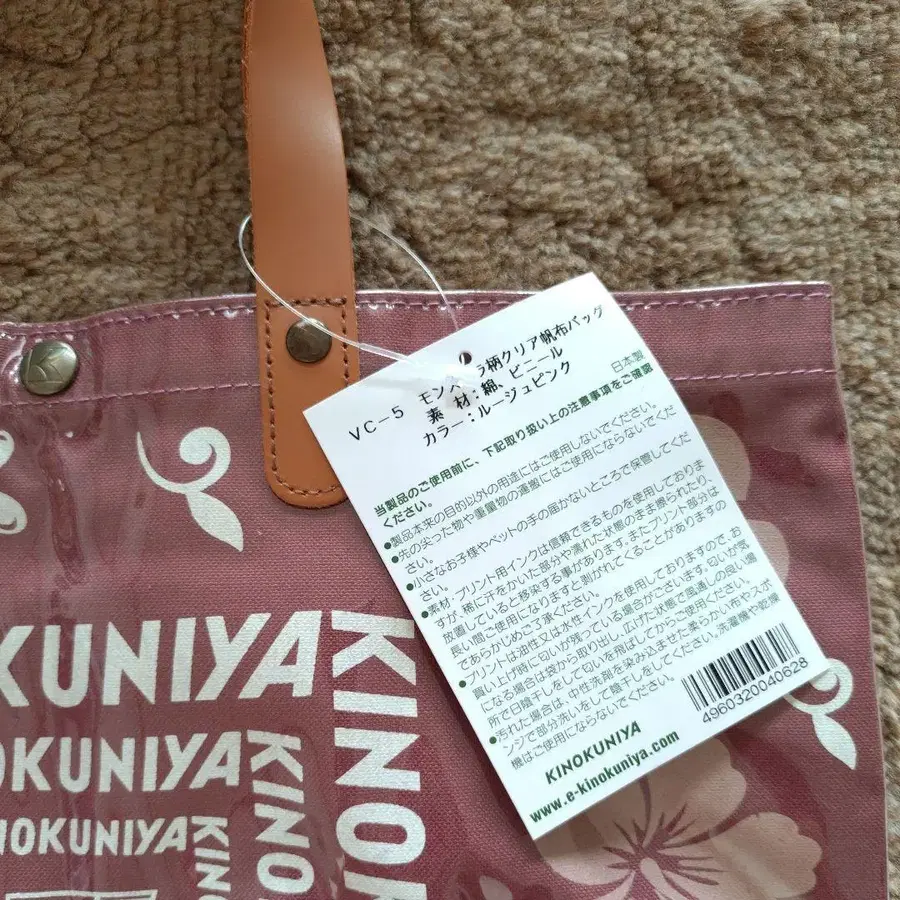 VC-5 モンステラ柄クリア帆布バッグ
素 材:綿、ビニール
カラー:ルージュピンク
日本製
当製品のご使用前に、下記取り扱い上の注意事項をご確認
ください。
●製品本来の目的以外の用途にはご使用しないでください。
●先の尖った物や重量物の運搬にはご使用にならないでくだ
さい。
●小さなお子様やペットの手の届かないところで保管してくだ
さい。
●素材・プリント用インクは信頼できるものを使用しておりま
すが、稀に汗をかいた部分や濡れた状態のまま擦られたり、
放置していると移染する事があります。またプリント部分は
長い間ご使用になりますと剥がれてくることがありますの
であらかじめご了承ください。
●プリントは油性又は水性インクを使用しておりますので、お
買い上げ時に匂いが残っている場合がございます。匂いが気
になる場合は袋から取り出し、広げた状態で風通しの良い場
所で日陰干しをして匂いを飛ばしてからご使用ください。
●汚れた場合は、中性洗剤を染み込ませた柔らかい布やスポ
ンジで部分洗いをして陰干しをしてください。洗濯機や乾燥
機はご使用にならないでください。
4960320040628
KINOKUNIYA
www.e-kinokuniya.com
KUNIYA
OKUNIYA
NOKUNIYA
KINO
KINO
KIN